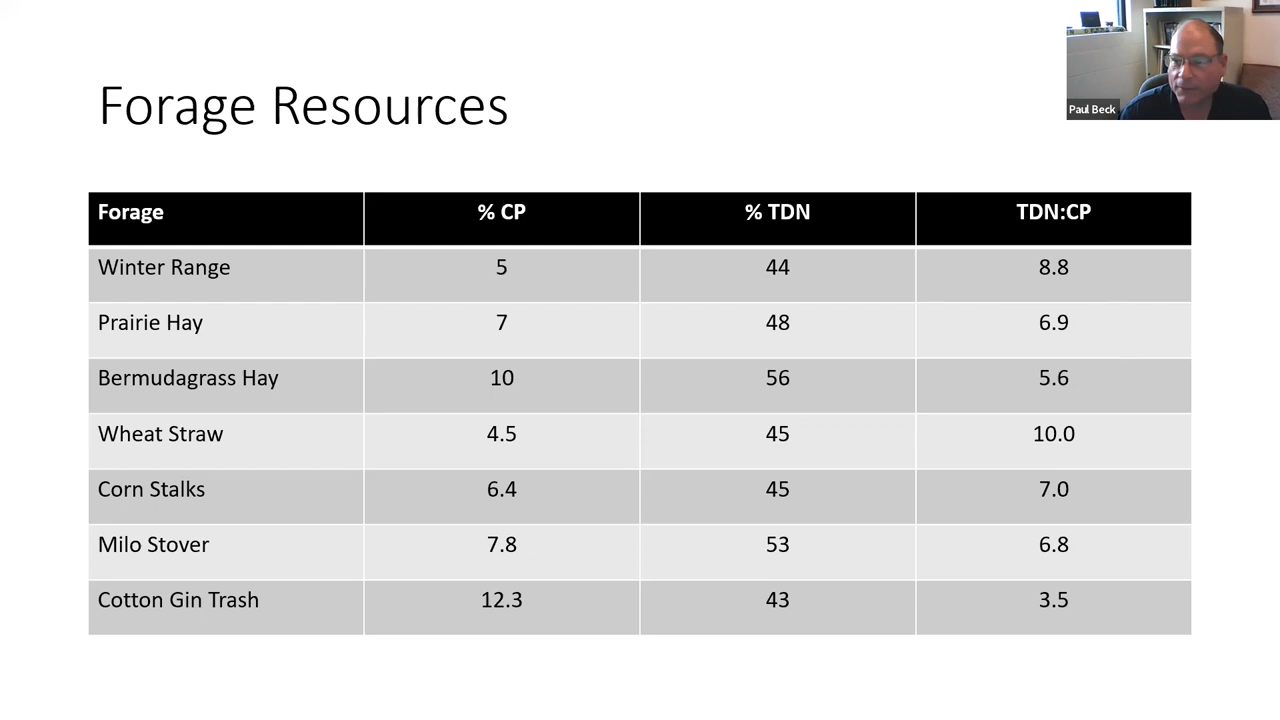 Forage Resources
Paul Beck
Forage % CP % TDN TDN:CP
Winter Range 5 44 8.8
Prairie Hay 7 48 6.9
Bermudagrass Hay 10 56 5.6
Wheat Straw 4.5 45 10.0
Corn Stalks 6.4 45 7.0
Milo Stover 7.8 53 6.8
Cotton Gin Trash 12.3 43 3.5